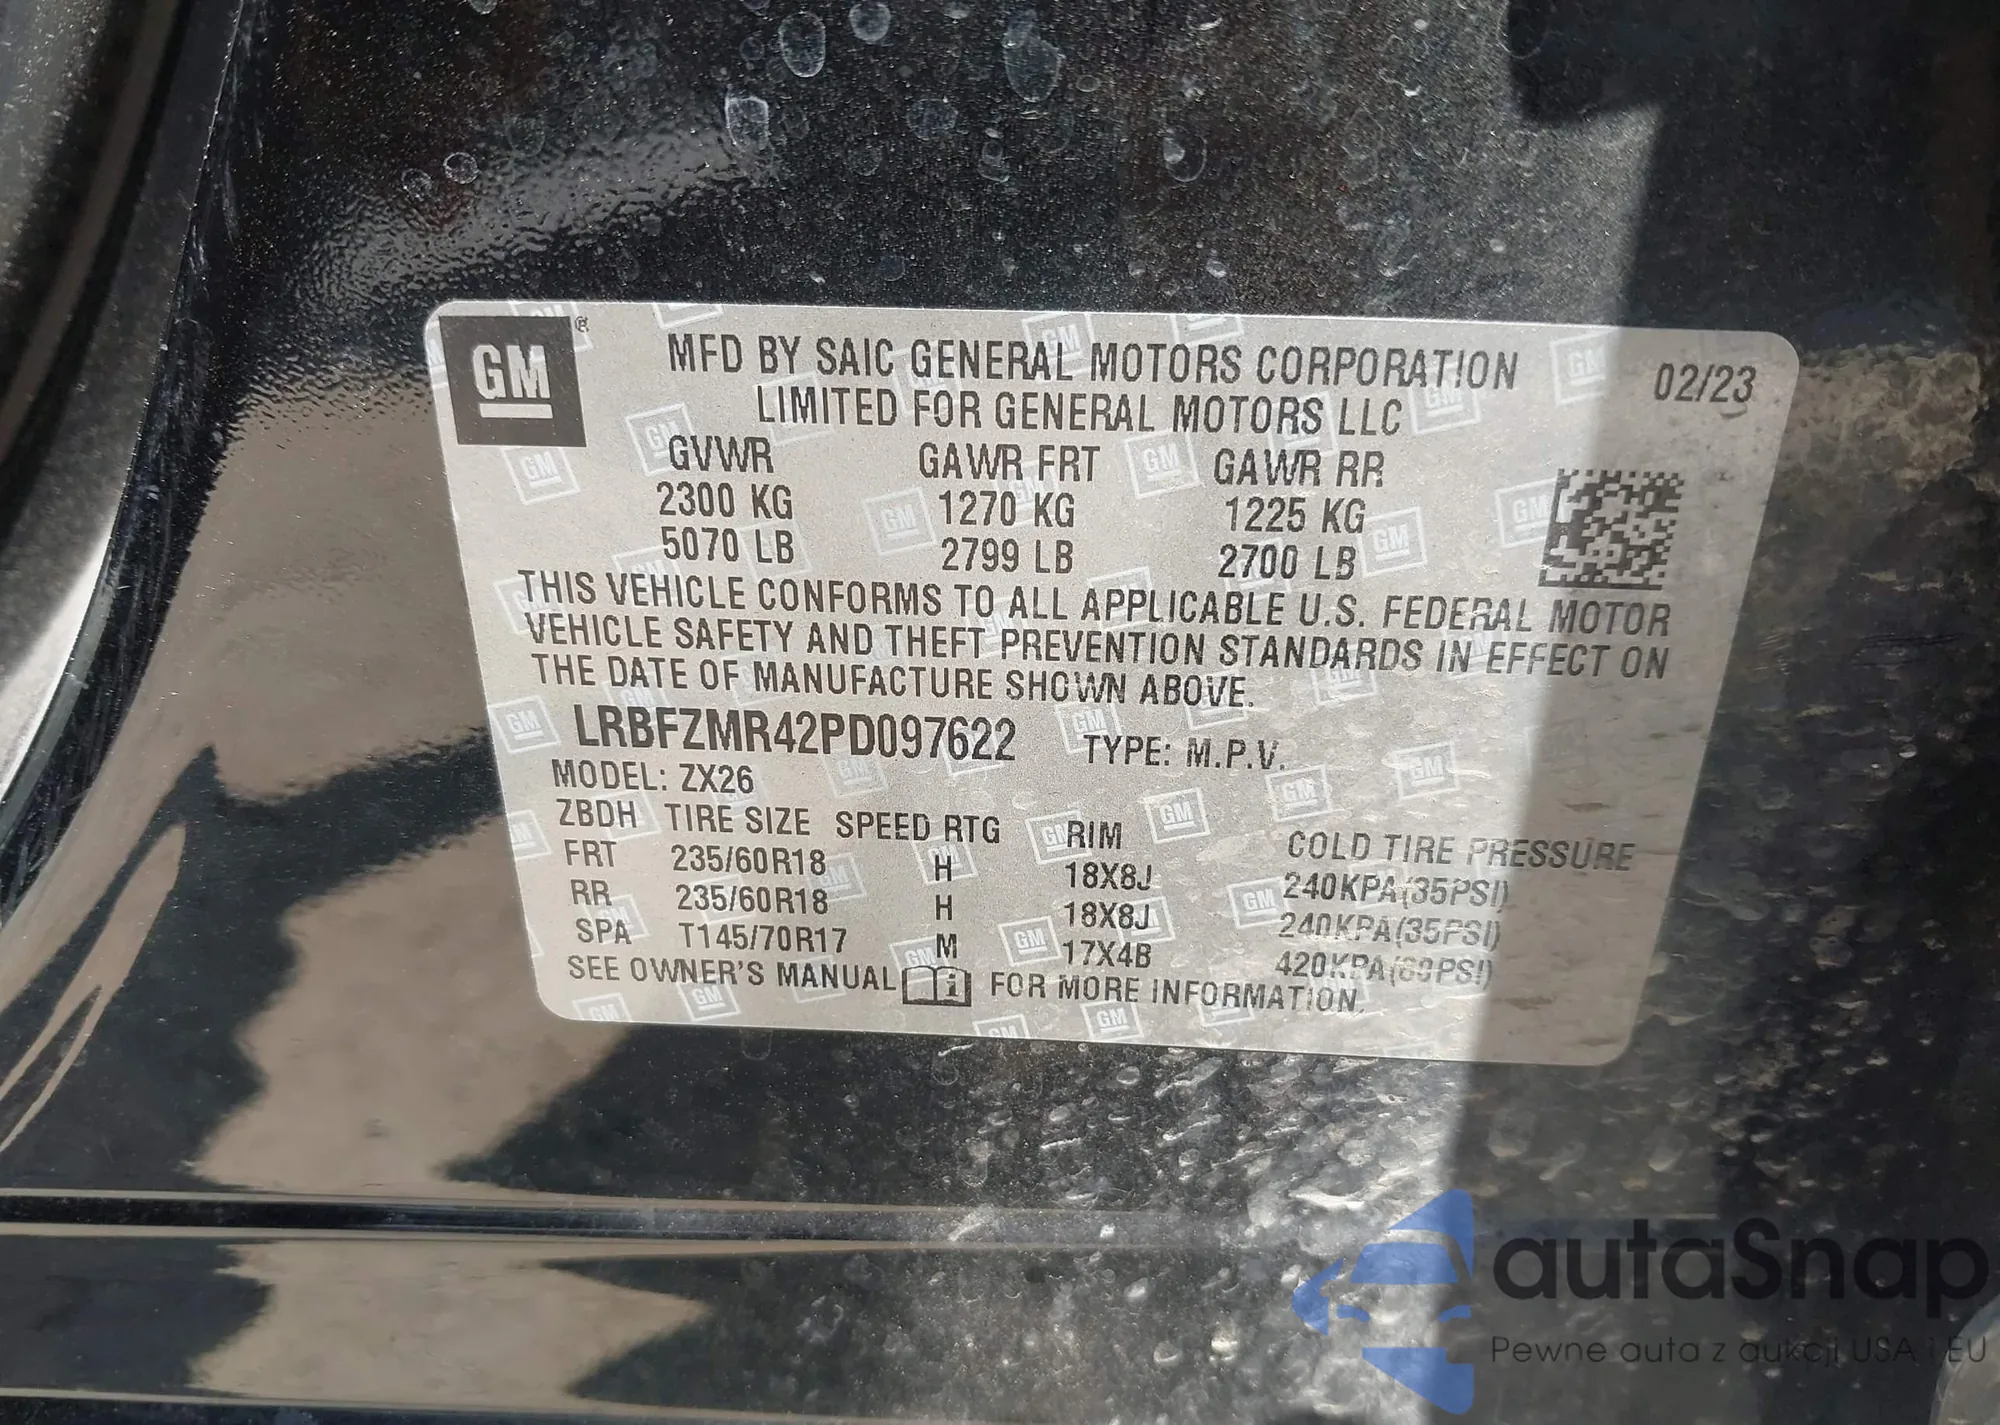 GM
MFD BY SAIC GENERAL MOTORS CORPORATION
LIMITED FOR GENERAL MOTORS LLC
02/23
GVWR GAWR FRT GAWR RR
2300 KG 1270 KG 1225 KG
5070 LB 2799 LB 2700 LB
THIS VEHICLE CONFORMS TO ALL APPLICABLE U.S. FEDERAL MOTOR
VEHICLE SAFETY AND THEFT PREVENTION STANDARDS IN EFFECT ON
THE DATE OF MANUFACTURE SHOWN ABOVE.
LRBFZMR42PD097622 TYPE: M.P.V.
MODEL: ZX26
ZBDH TIRE SIZE SPEED RTG RIM COLD TIRE PRESSURE
FRT 235/60R18 H 18X8J 240KPA(35PSI)
RR 235/60R18 H 18X8J 240KPA(35PSI)
SPA T145/70R17 M 17X4B 420KPA(60PSI)
SEE OWNER'S MANUAL FOR MORE INFORMATION.
autaSnap
Pewne auta z aukcji USA i EU